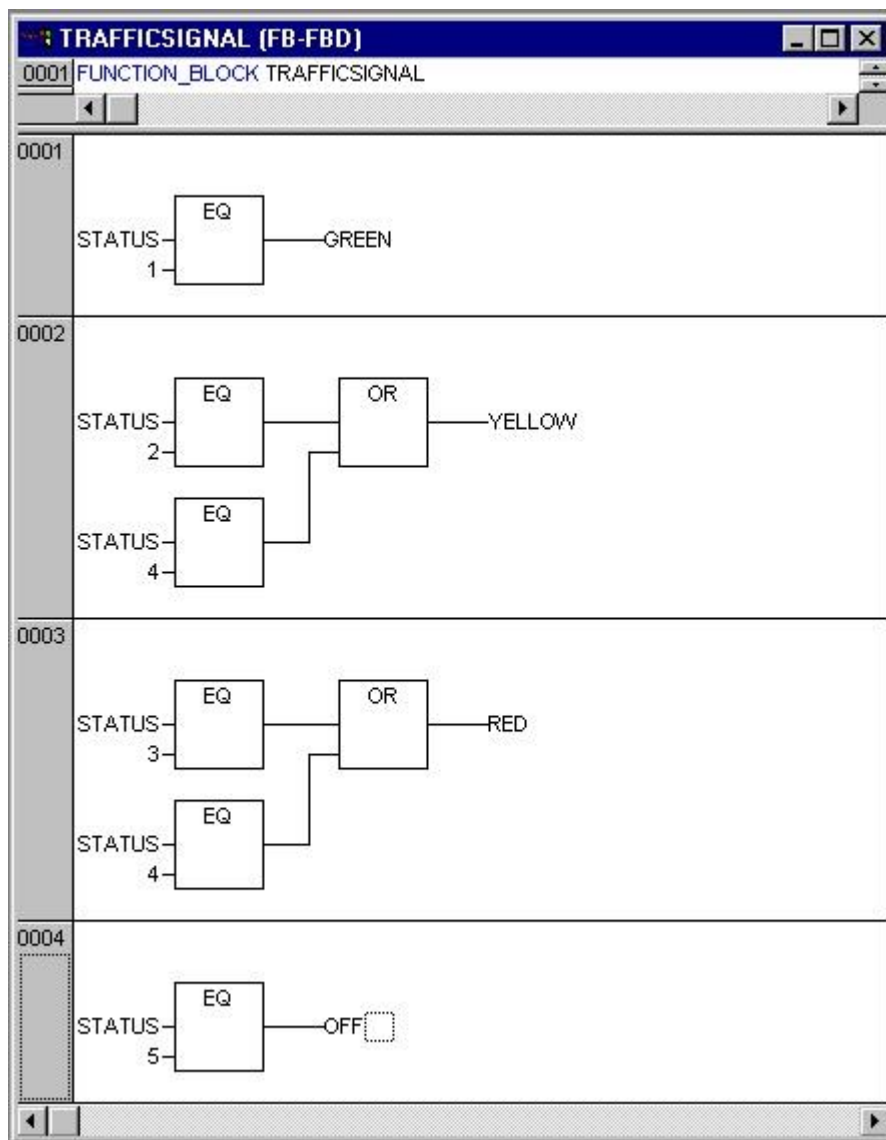 TRAFFICSIGNAL (FB-FBD)
0001 FUNCTION_BLOCK TRAFFICSIGNAL
0001
EQ
STATUS GREEN
1
0002
EQ OR
STATUS YELLOW
2
EQ
STATUS
4
0003
EQ OR
STATUS RED
3
EQ
STATUS
4
0004
EQ
STATUS OFF
5